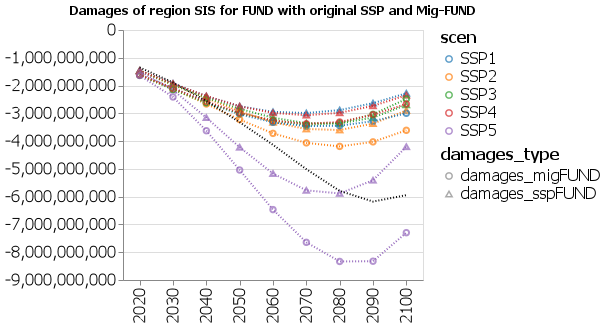 Damages of region SIS for FUND with original SSP and Mig-FUND
0
-1,000,000,000
-2,000,000,000
-3,000,000,000
-4,000,000,000
-5,000,000,000
-6,000,000,000
-7,000,000,000
-8,000,000,000
-9,000,000,000
2020 2030 2040 2050 2060 2070 2080 2090 2100
scen
SSP1
SSP2
SSP3
SSP4
SSP5
damages_type
damages_migFUND
damages_sspFUND